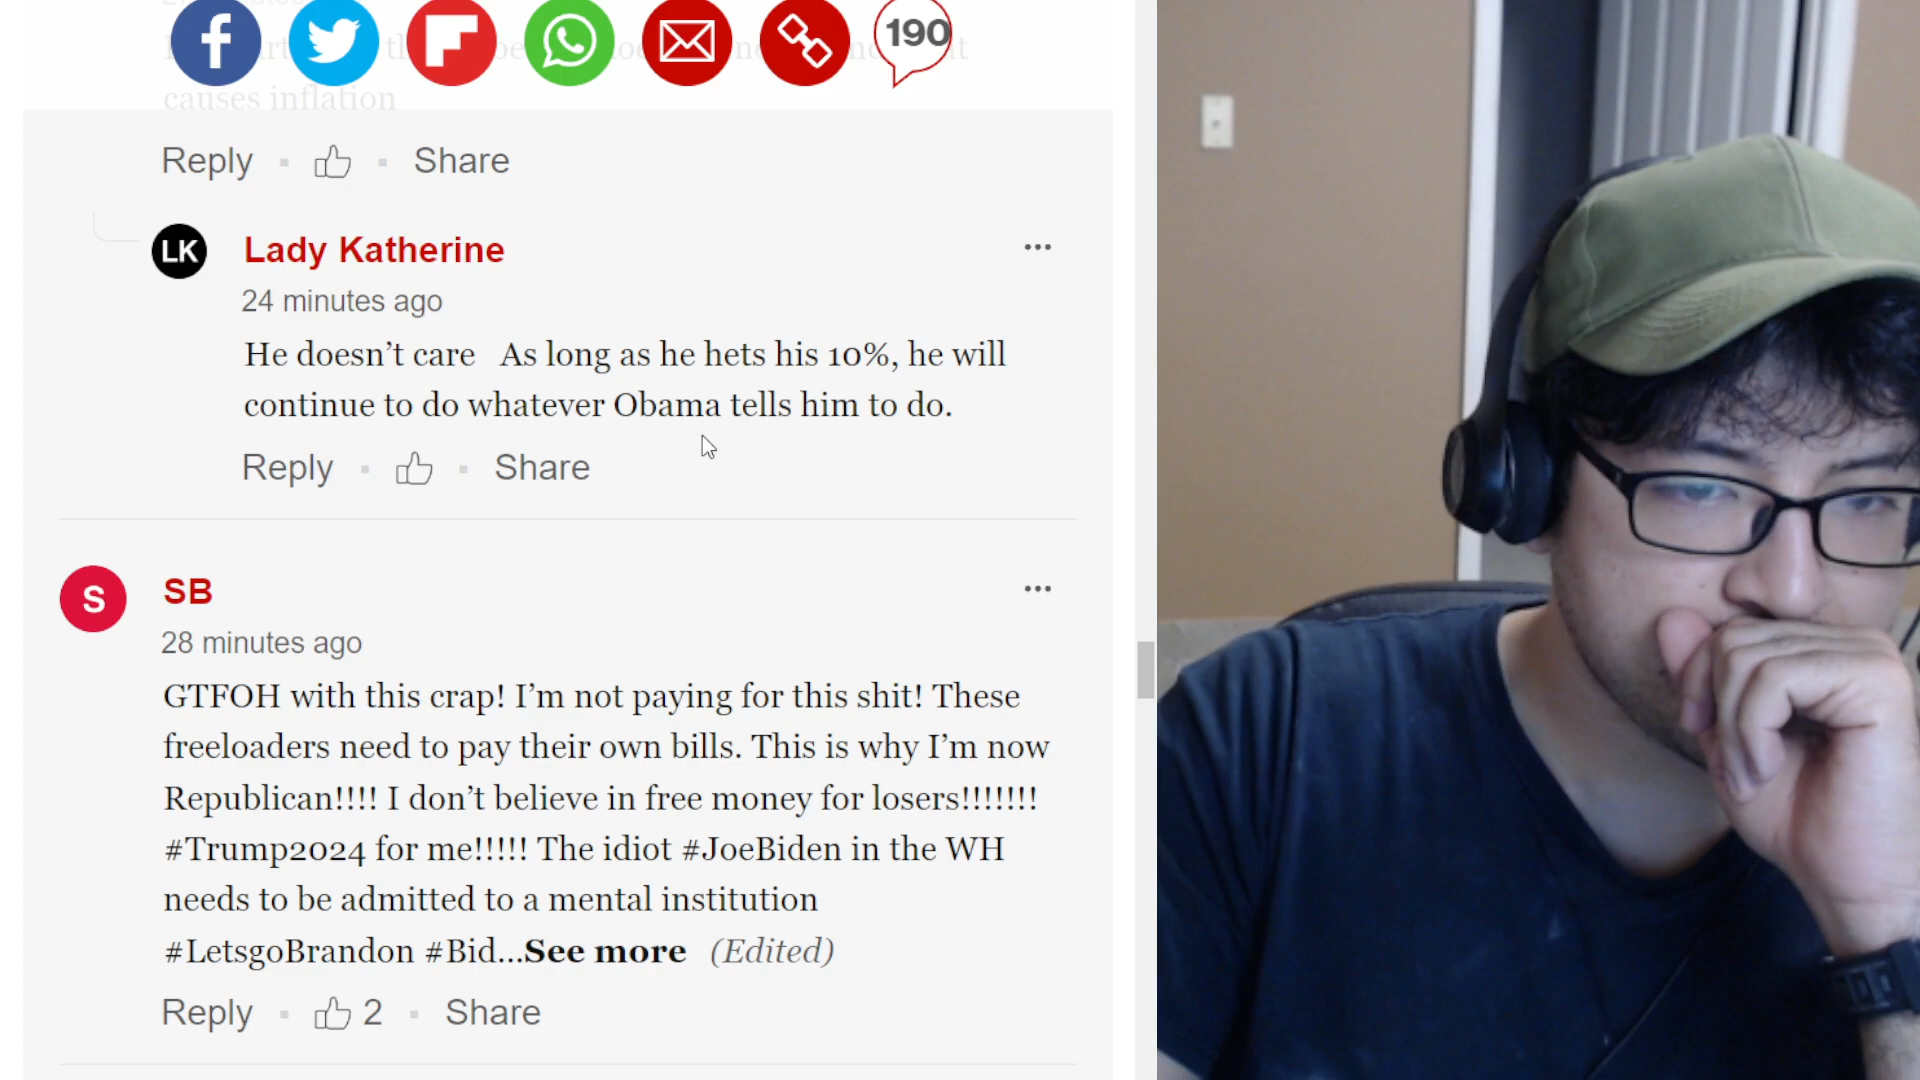 190
causes inflation
Reply Share
LK Lady Katherine
24 minutes ago
He doesn’t care As long as he hets his 10%, he will
continue to do whatever Obama tells him to do.
Reply Share
S SB
28 minutes ago
GTFOH with this crap! I’m not paying for this shit! These
freeloaders need to pay their own bills. This is why I’m now
Republican!!!! I don’t believe in free money for losers!!!!!!!
#Trump2024 for me!!!!! The idiot #JoeBiden in the WH
needs to be admitted to a mental institution
#LetsgoBrandon #Bid...See more (Edited)
Reply 2 Share